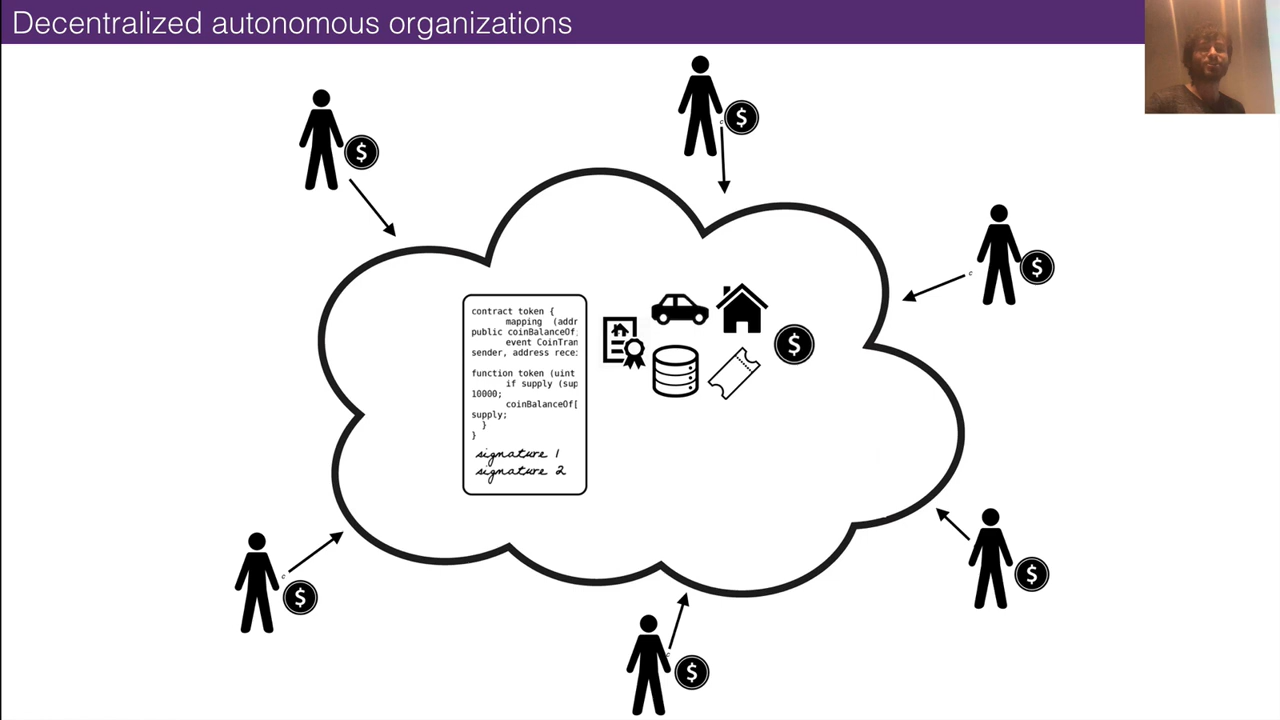 Decentralized autonomous organizations
$
$
$
contract token {
mapping (addr
public coinBalanceOf
event CoinTran
sender, address rece
function token (uint
if supply (sup
10000;
coinBalanceOf[
supply;
}
}
signature 1
signature 2
$
$
$
$
c
c
c
c